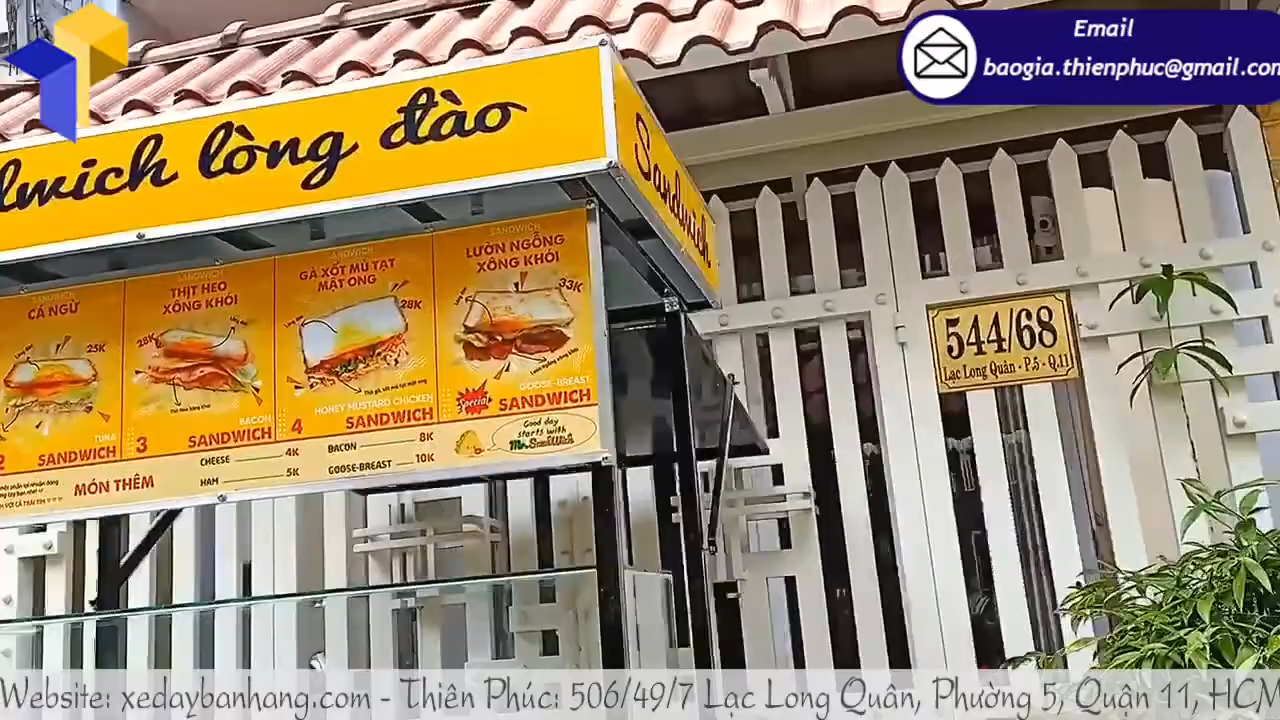 Email
baogia.thienphuc@gmail.com
lwich lòng đào
Sandwich
SANDWICH
CÁ NGỪ
25K
TUNA
2 SANDWICH
SANDWICH
THỊT HEO
XÔNG KHÓI
28K
BACON
3 SANDWICH
SANDWICH
GÀ XỐT MÙ TẠT
MẬT ONG
28K
HONEY MUSTARD CHICKEN
4 SANDWICH
SANDWICH
LƯỜN NGỖNG
XÔNG KHÓI
33K
Special
GOOSE-BREAST
SANDWICH
MÓN THÊM
CHEESE 4K
HAM 5K
BACON 8K
GOOSE-BREAST 10K
Good day
starts with
Mr.SandWich
544/68
Lạc Long Quân - P.5 - Q.11
Website: xedaybanhang.com - Thiên Phúc: 506/49/7 Lạc Long Quân, Phường 5, Quận 11, HCM